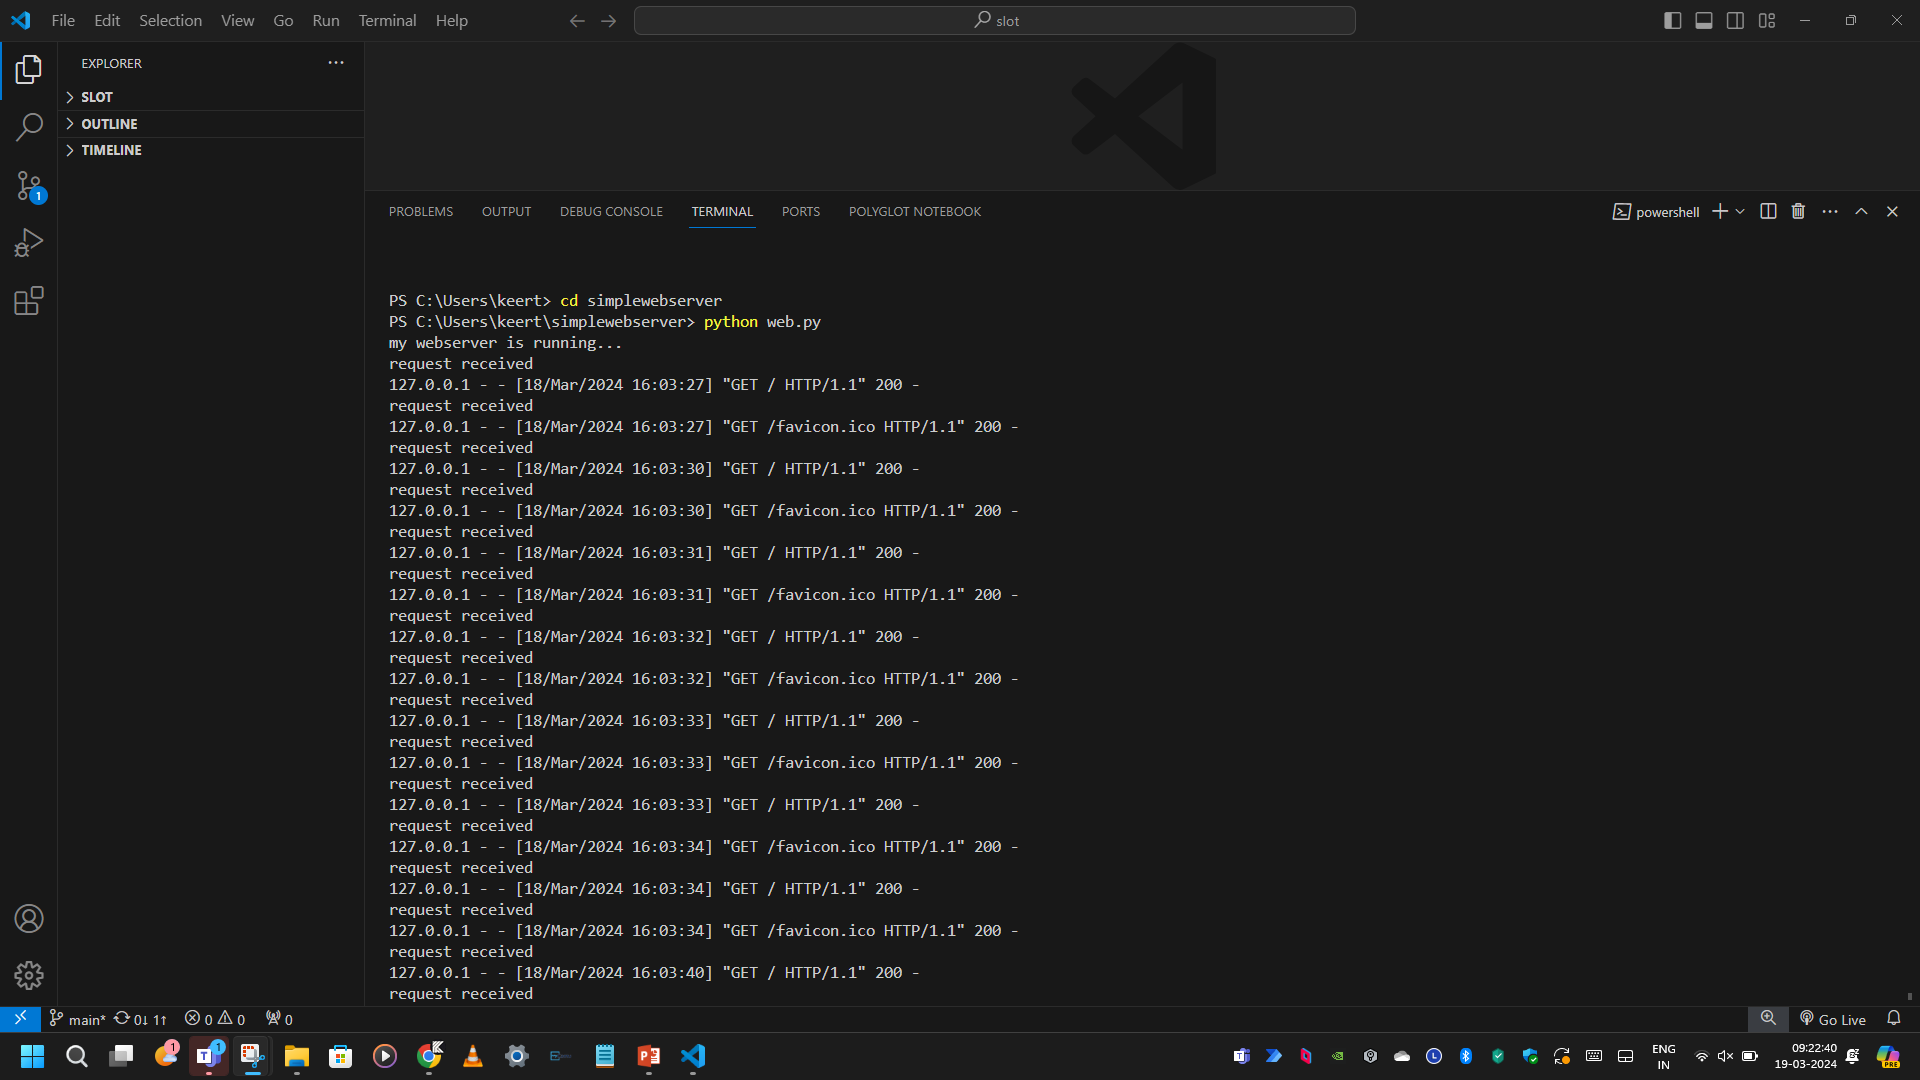 File Edit Selection View Go Run Terminal Help
slot
EXPLORER
SLOT
OUTLINE
TIMELINE
1
PROBLEMS OUTPUT DEBUG CONSOLE TERMINAL PORTS POLYGLOT NOTEBOOK
powershell
PS C:\Users\keert> cd simplewebserver
PS C:\Users\keert\simplewebserver> python web.py
my webserver is running...
request received
127.0.0.1 - - [18/Mar/2024 16:03:27] "GET / HTTP/1.1" 200 -
request received
127.0.0.1 - - [18/Mar/2024 16:03:27] "GET /favicon.ico HTTP/1.1" 200 -
request received
127.0.0.1 - - [18/Mar/2024 16:03:30] "GET / HTTP/1.1" 200 -
request received
127.0.0.1 - - [18/Mar/2024 16:03:30] "GET /favicon.ico HTTP/1.1" 200 -
request received
127.0.0.1 - - [18/Mar/2024 16:03:31] "GET / HTTP/1.1" 200 -
request received
127.0.0.1 - - [18/Mar/2024 16:03:31] "GET /favicon.ico HTTP/1.1" 200 -
request received
127.0.0.1 - - [18/Mar/2024 16:03:32] "GET / HTTP/1.1" 200 -
request received
127.0.0.1 - - [18/Mar/2024 16:03:32] "GET /favicon.ico HTTP/1.1" 200 -
request received
127.0.0.1 - - [18/Mar/2024 16:03:33] "GET / HTTP/1.1" 200 -
request received
127.0.0.1 - - [18/Mar/2024 16:03:33] "GET /favicon.ico HTTP/1.1" 200 -
request received
127.0.0.1 - - [18/Mar/2024 16:03:33] "GET / HTTP/1.1" 200 -
request received
127.0.0.1 - - [18/Mar/2024 16:03:34] "GET /favicon.ico HTTP/1.1" 200 -
request received
127.0.0.1 - - [18/Mar/2024 16:03:34] "GET / HTTP/1.1" 200 -
request received
127.0.0.1 - - [18/Mar/2024 16:03:34] "GET /favicon.ico HTTP/1.1" 200 -
request received
127.0.0.1 - - [18/Mar/2024 16:03:40] "GET / HTTP/1.1" 200 -
request received
main* 0↓ 1↑ 0 0 0
Go Live
1
1
ENG
IN
09:22:40
19-03-2024